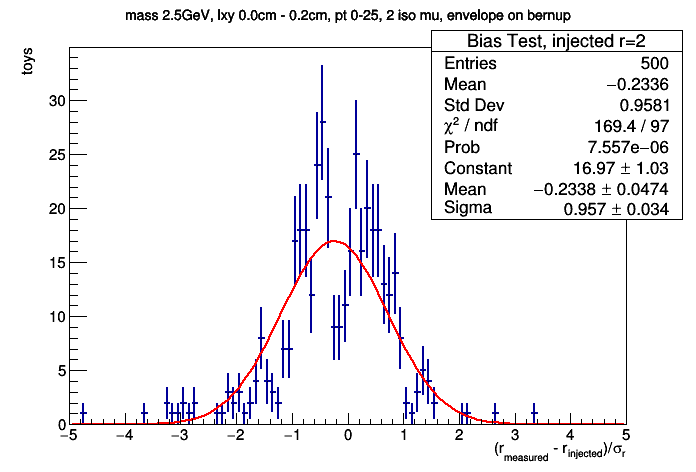 mass 2.5GeV, lxy 0.0cm - 0.2cm, pt 0-25, 2 iso mu, envelope on bernup
Bias Test, injected r=2
Entries 500
Mean −0.2336
Std Dev 0.9581
χ² / ndf 169.4 / 97
Prob 7.557e−06
Constant 16.97 ± 1.03
Mean −0.2338 ± 0.0474
Sigma 0.957 ± 0.034
toys
30
25
20
15
10
5
0
−5 −4 −3 −2 −1 0 1 2 3 4 5
(r_measured - r_injected)/σ_r